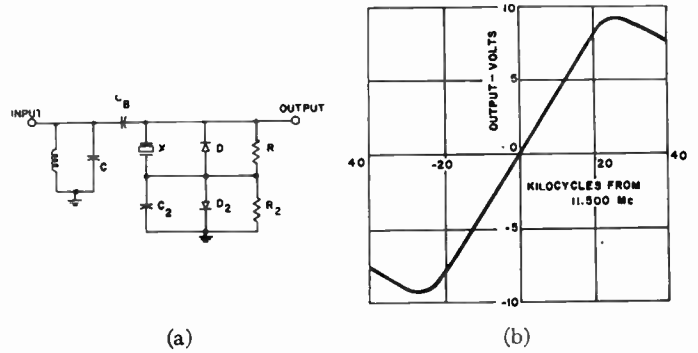 INPUT
C
B
X
D
R
OUTPUT
C
C2
D2
R2
(a)
10
5
0
-5
-10
OUTPUT - VOLTS
40
-20
20
40
KILOCYCLES FROM
11.500 Mc
(b)